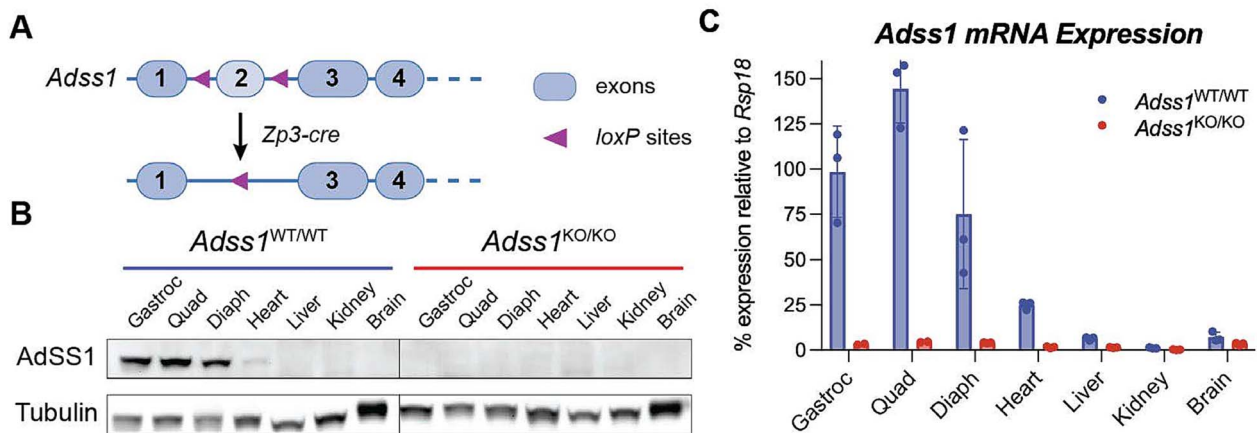 A
Adss1 1 2 3 4
exons
Zp3-cre
loxP sites
1 3 4
B
Adss1WT/WT Adss1KO/KO
Gastroc Quad Diaph Heart Liver Kidney Brain Gastroc Quad Diaph Heart Liver Kidney Brain
AdSS1
Tubulin
C
Adss1 mRNA Expression
% expression relative to Rsp18
150
125
100
75
50
25
0
Adss1WT/WT
Adss1KO/KO
Gastroc Quad Diaph Heart Liver Kidney Brain